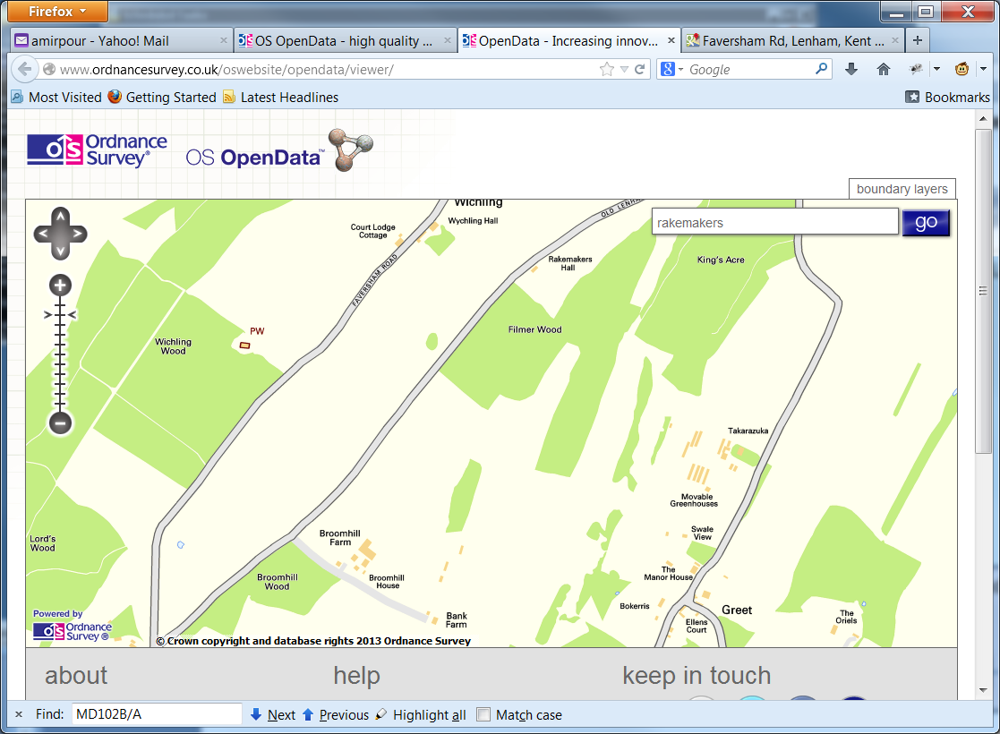 Firefox
amirpour - Yahoo! Mail
OS OpenData - high quality ...
OpenData - Increasing innov...
Faversham Rd, Lenham, Kent ...
www.ordnancesurvey.co.uk/oswebsite/opendata/viewer/
Google
Most Visited
Getting Started
Latest Headlines
Bookmarks
OS Ordnance Survey®
OS OpenData™
boundary layers
rakemakers
go
Wichling
Wychling Hall
Court Lodge
Cottage
FAVERSHAM ROAD
OLD LENHA
Rakemakers
Hall
King's Acre
Filmer Wood
PW
Wichling
Wood
Takarazuka
Movable
Greenhouses
Swale
View
Lord's
Wood
Broomhill
Farm
Broomhill
House
Broomhill
Wood
The
Manor House
Bokerris
Greet
Ellens
Court
The
Oriels
Bank
Farm
Powered by
OS Ordnance Survey®
© Crown copyright and database rights 2013 Ordnance Survey
about
help
keep in touch
× Find: MD102B/A Next Previous Highlight all Match case